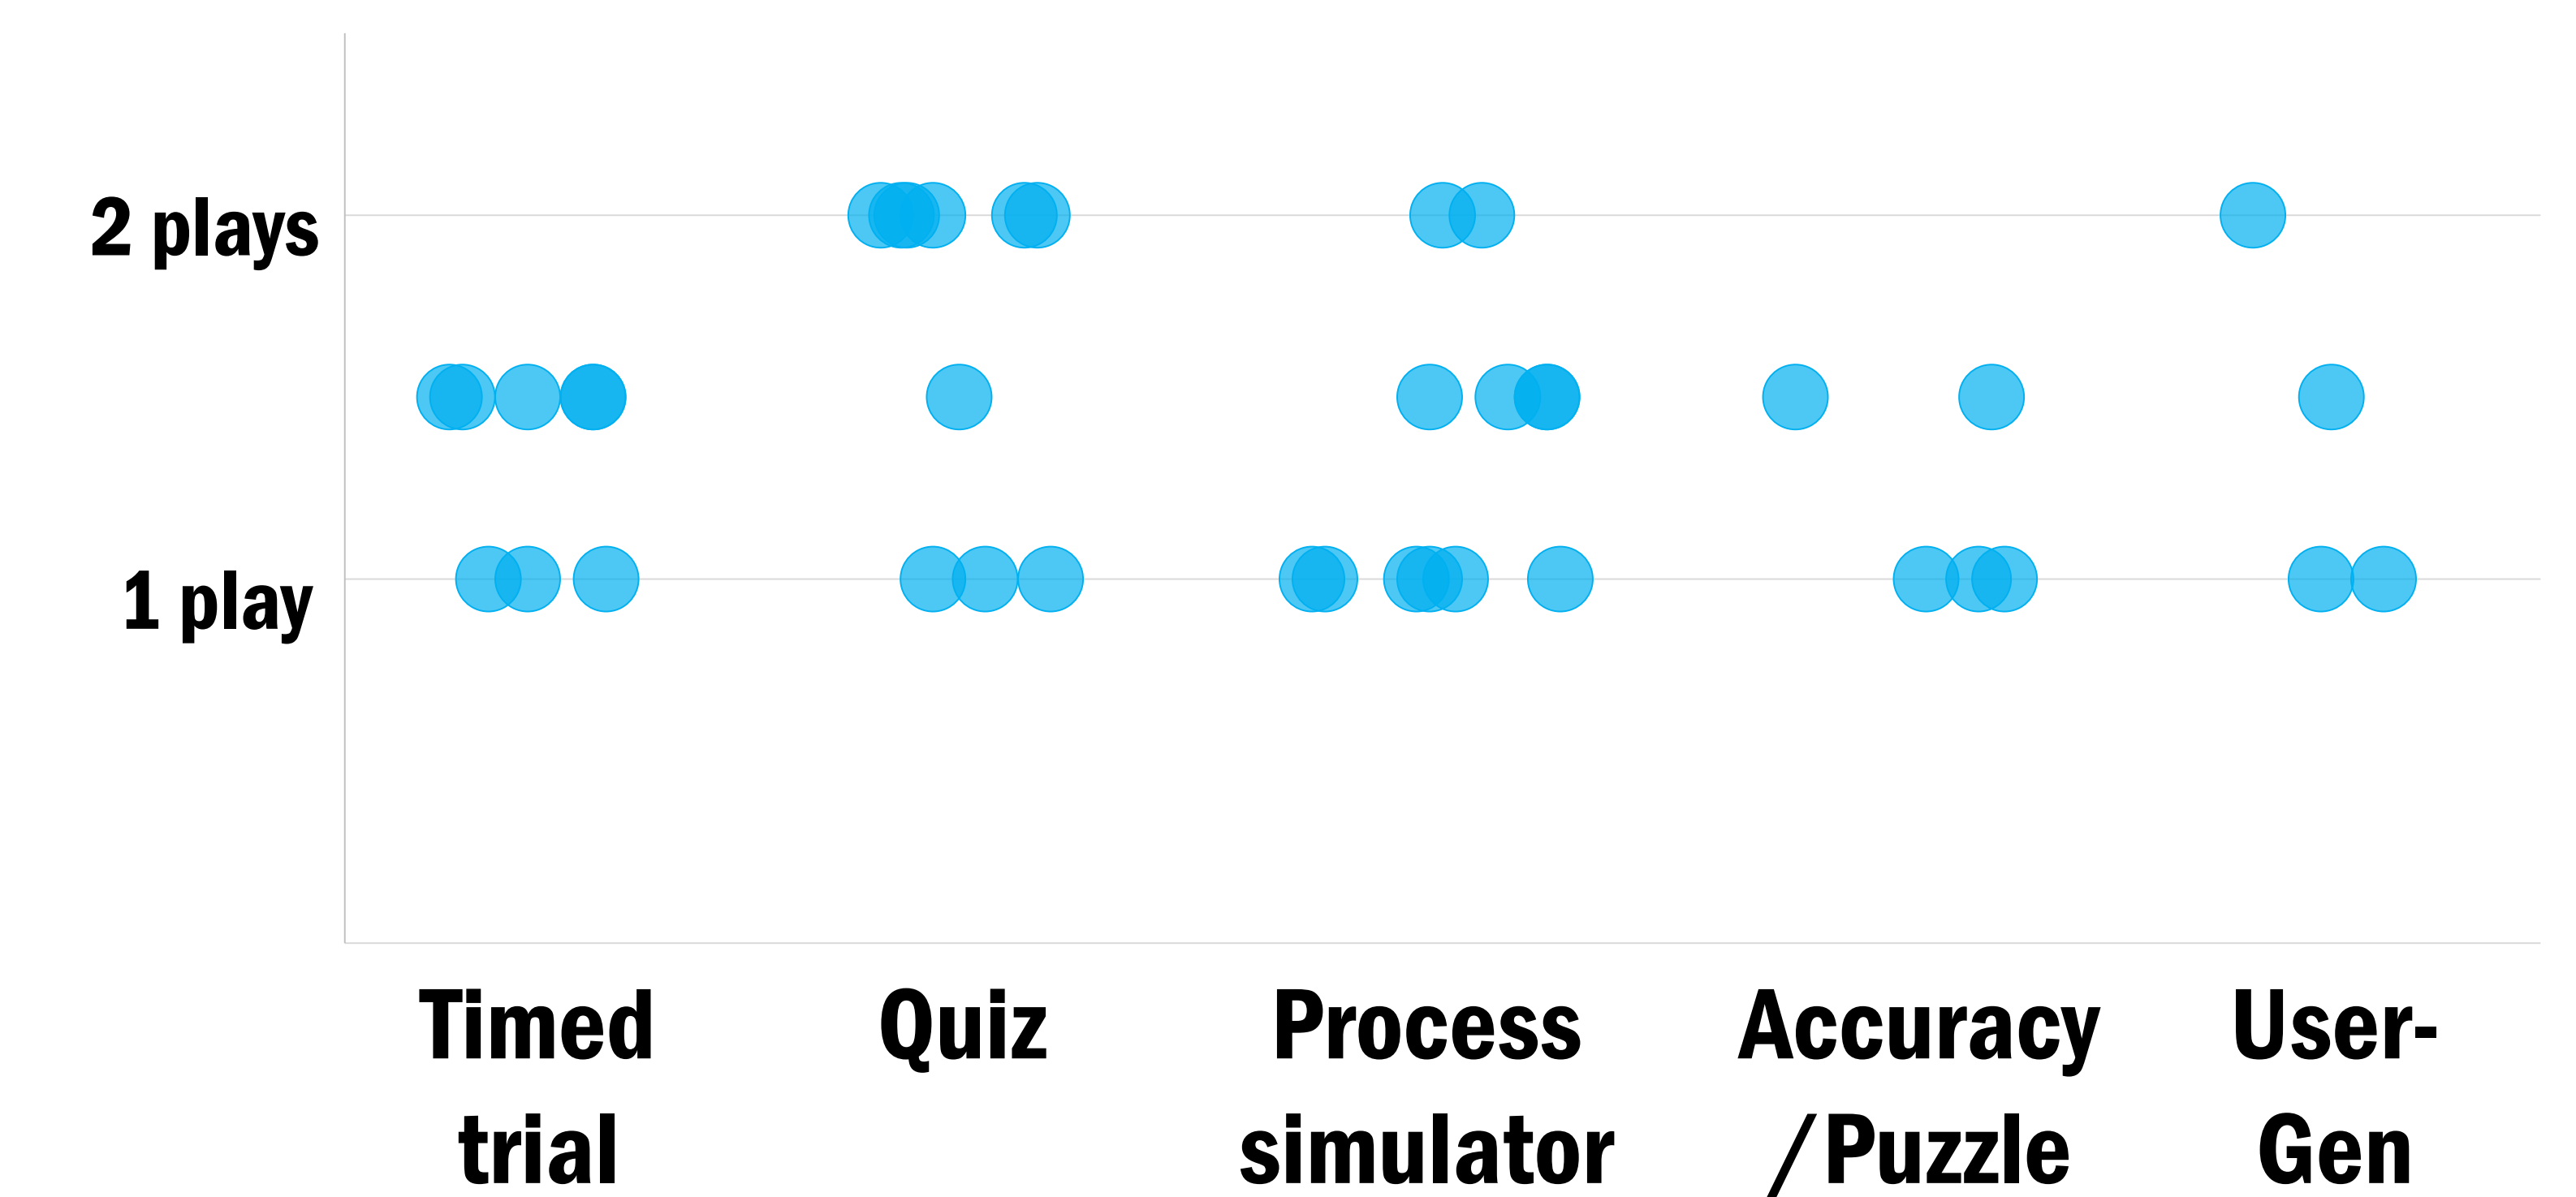 2 plays
1 play
Timed
trial
Quiz
Process
simulator
Accuracy
/Puzzle
User-
Gen